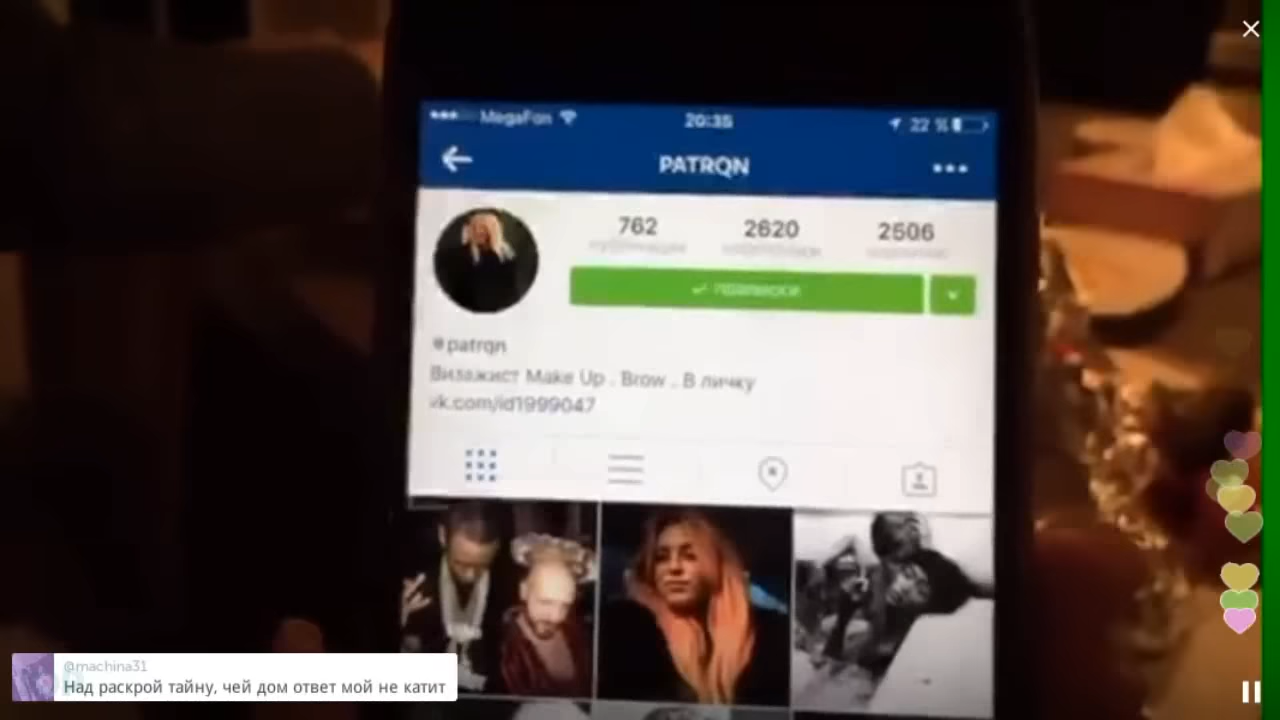 MegaFon 20:35 22 %
PATRQN
762 2620 2506
подписки
#patrqn
Визажист Make Up . Brow . В личку
vk.com/id1999047
@machina31
Над раскрой тайну, чей дом ответ мой не катит